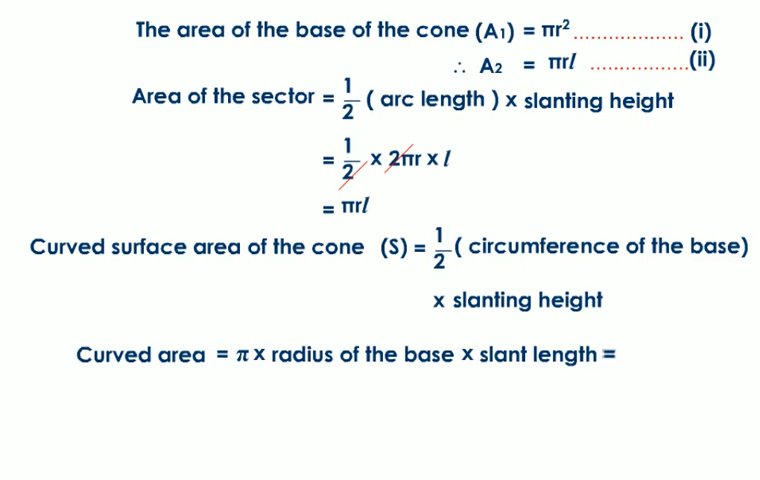 The area of the base of the cone (A1) = πr².................. (i)
∴ A2 = πrl ................(ii)
Area of the sector = 1/2 ( arc length ) x slanting height
= 1/2 x 2πr x l
= πrl
Curved surface area of the cone (S) = 1/2 ( circumference of the base)
x slanting height
Curved area = π x radius of the base x slant length =